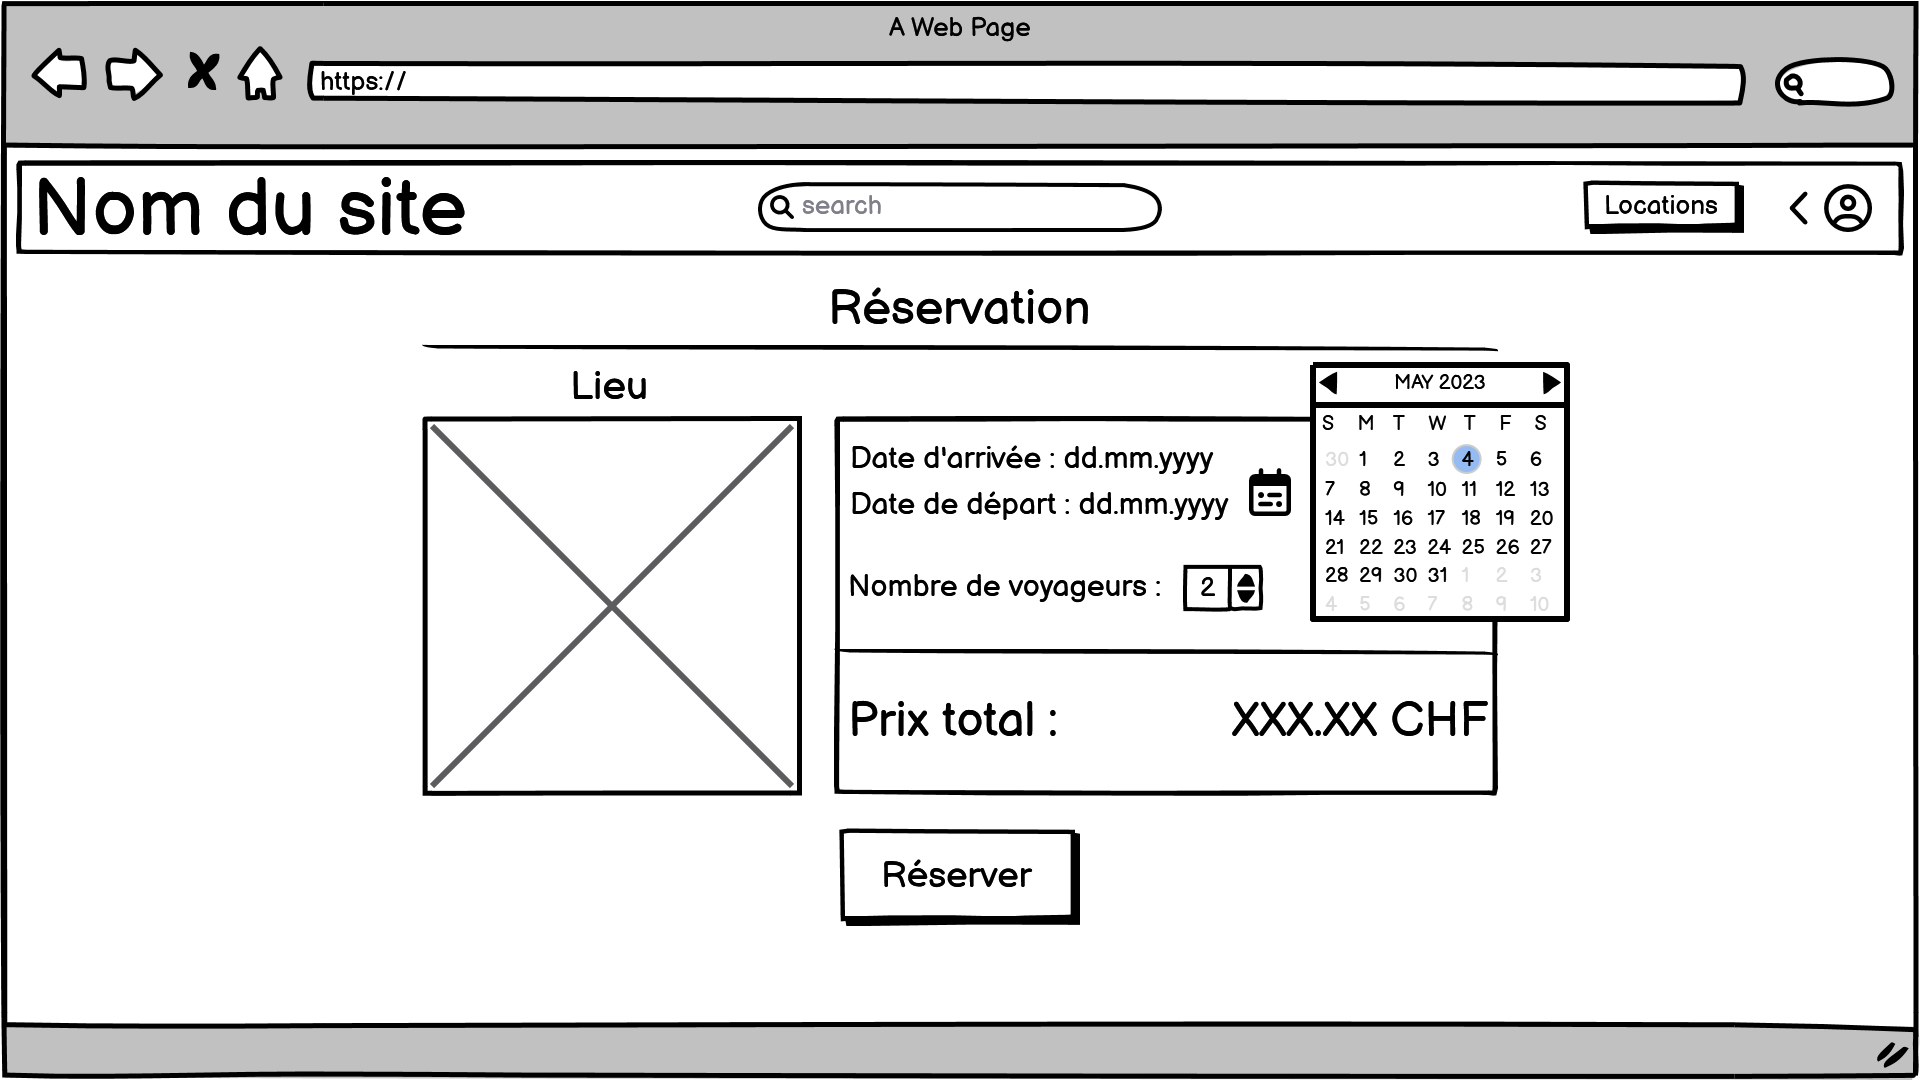 A Web Page
https://
Nom du site
search
Locations
Réservation
Lieu
MAY 2023
S M T W T F S
30 1 2 3 4 5 6
7 8 9 10 11 12 13
14 15 16 17 18 19 20
21 22 23 24 25 26 27
28 29 30 31 1 2 3
4 5 6 7 8 9 10
Date d'arrivée : dd.mm.yyyy
Date de départ : dd.mm.yyyy
Nombre de voyageurs : 2
Prix total : XXX.XX CHF
Réserver